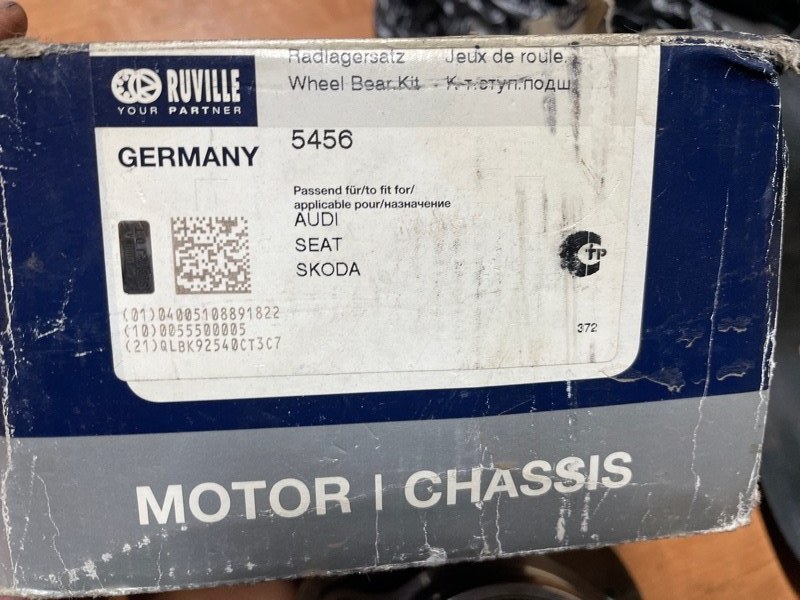 Radlagersatz Jeux de roule.
Wheel Bear.Kit • К-т.ступ.подш
RUVILLE
YOUR PARTNER
GERMANY
5456
Passend für/to fit for/
applicable pour/назначение
AUDI
SEAT
SKODA
(01)04005108891822
(10)0055500005
(21)QLBK92540CT3C7
372
MOTOR | CHASSIS